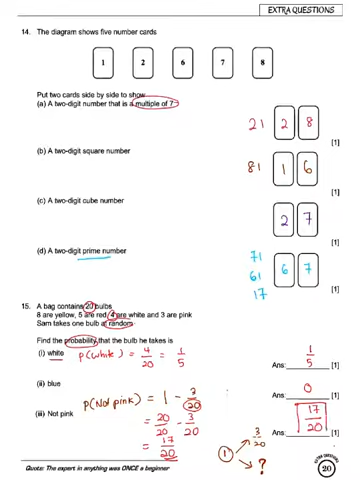 EXTRA QUESTIONS
14. The diagram shows five number cards
1 2 6 7 8
Put two cards side by side to show
(a) A two-digit number that is a multiple of 7
21 2 8
[1]
(b) A two-digit square number
81 1 6
[1]
(c) A two-digit cube number
2 7
[1]
(d) A two-digit prime number
71
61
17
6 7
[1]
15. A bag contains 20 bulbs
8 are yellow, 5 are red, 4 are white and 3 are pink
Sam takes one bulb at random
Find the probability that the bulb he takes is
(i) white P(white) = 4/20 = 1/5
Ans: 1/5 [1]
(ii) blue
Ans: 0 [1]
P(Not pink) = 1 - 3/20
(iii) Not pink
= 20/20 - 3/20
Ans: 17/20 [1]
= 17/20
1 3/20
?
Quote: The expert in anything was ONCE a beginner
EXTRA QUESTIONS
20